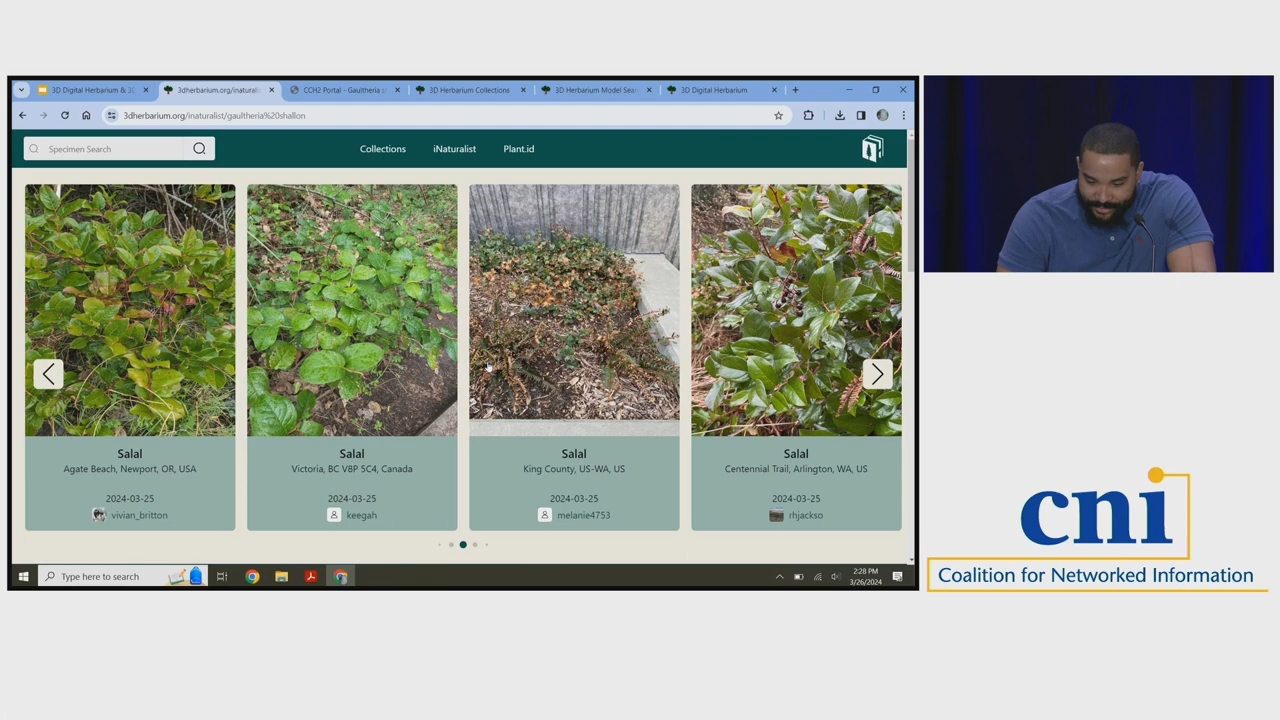 3D Digital Herbarium & 3D
3dherbarium.org/inaturali
CCH2 Portal - Gaultheria s
3D Herbarium Collections
3D Herbarium Model Sear
3D Digital Herbarium
3dherbarium.org/inaturalist/gaultheria%20shallon
Specimen Search
Collections
iNaturalist
Plant.id
Salal
Agate Beach, Newport, OR, USA
2024-03-25
vivian_britton
Salal
Victoria, BC V8P 5C4, Canada
2024-03-25
keegah
Salal
King County, US-WA, US
2024-03-25
melanie4753
Salal
Centennial Trail, Arlington, WA, US
2024-03-25
rhjackso
Type here to search
2:28 PM
3/26/2024
cni
Coalition for Networked Information